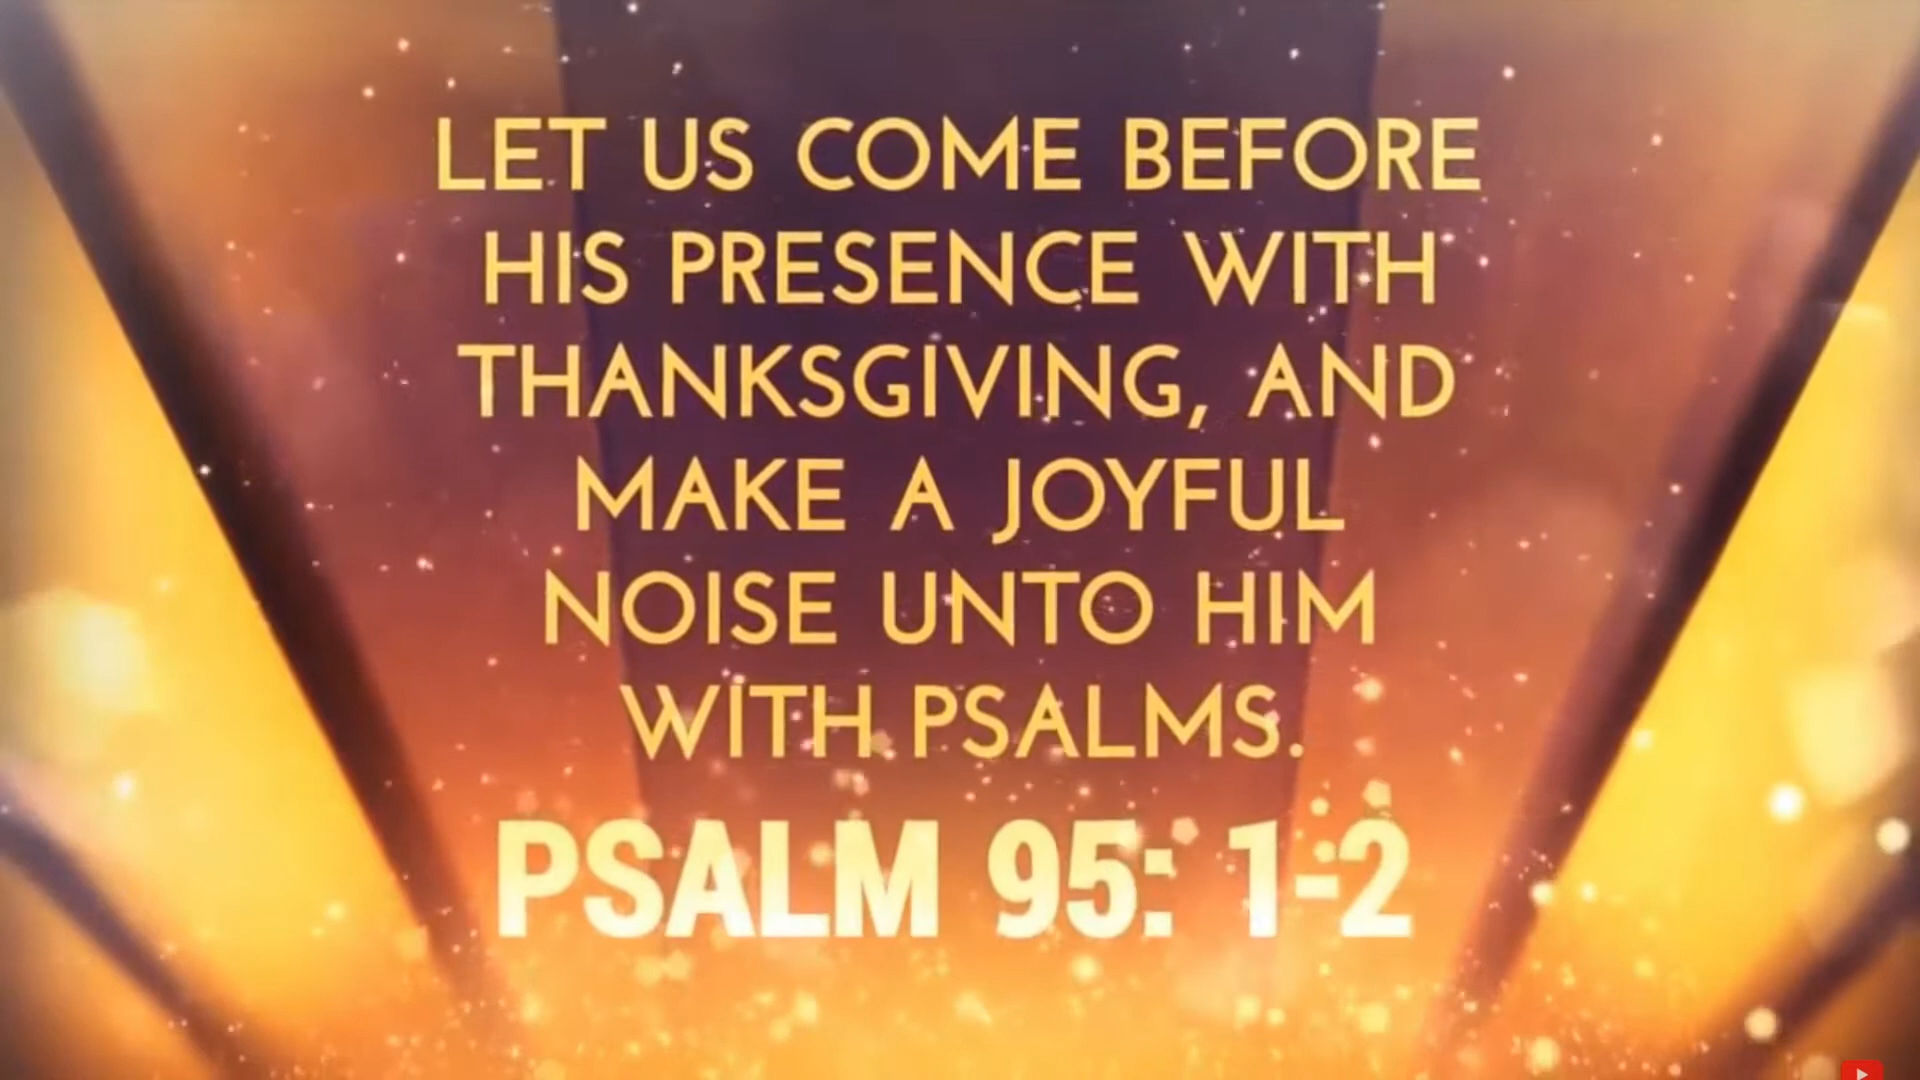 LET US COME BEFORE
HIS PRESENCE WITH
THANKSGIVING, AND
MAKE A JOYFUL
NOISE UNTO HIM
WITH PSALMS.
PSALM 95: 1-2